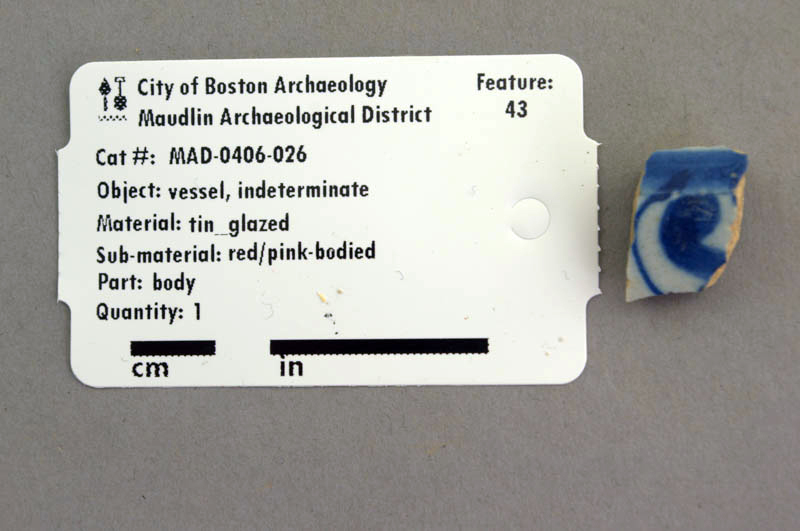 City of Boston Archaeology
Maudlin Archaeological District
Feature:
43
Cat #: MAD-0406-026
Object: vessel, indeterminate
Material: tin_glazed
Sub-material: red/pink-bodied
Part: body
Quantity: 1
cm in